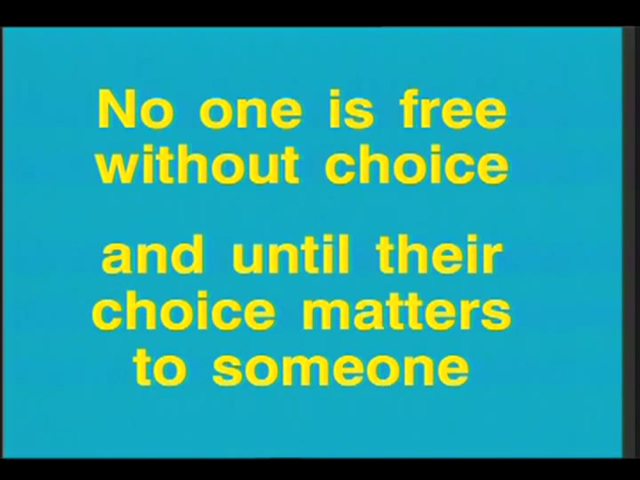 No one is free
without choice
and until their
choice matters
to someone